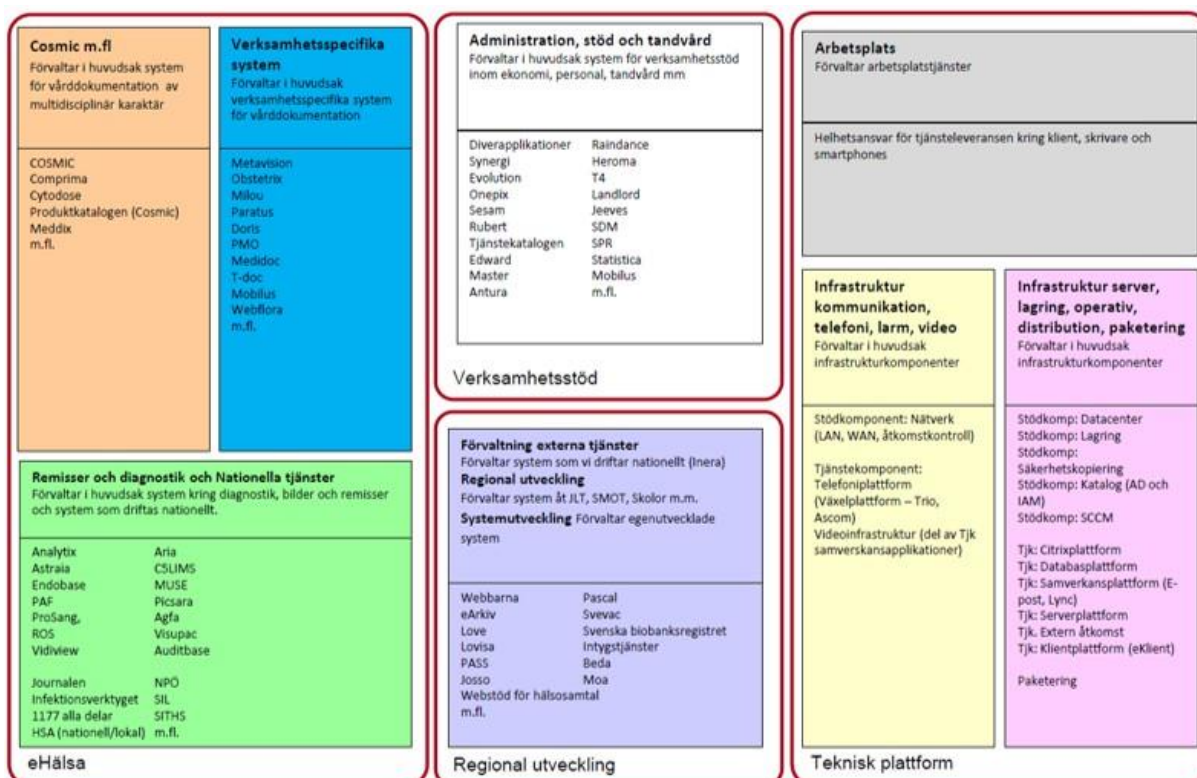 Cosmic m.fl
Förvaltar i huvudsak system
för vårddokumentation av
multidisciplinär karaktär
COSMIC
Comprima
Cytodose
Produktkatalogen (Cosmic)
Meddix
m.fl.
Verksamhetsspecifika
system
Förvaltar i huvudsak
verksamhetsspecifika system
för vårddokumentation
Metavision
Obstetrix
Milou
Paratus
Doris
PMO
Medidoc
T-doc
Mobilus
Webflora
m.fl.
Remisser och diagnostik och Nationella tjänster
Förvaltar i huvudsak system kring diagnostik, bilder och remisser
och system som driftas nationellt.
Analytix Aria
Astraia CSLIMS
Endobase MUSE
PAF Picsara
ProSang, Agfa
ROS Visupac
Vidiview Auditbase
Journalen NPÖ
Infektionsverktyget SIL
1177 alla delar SITHS
HSA (nationell/lokal) m.fl.
eHälsa
Administration, stöd och tandvård
Förvaltar i huvudsak system för verksamhetsstöd
inom ekonomi, personal, tandvård mm
Diverapplikationer Raindance
Synergi Heroma
Evolution T4
Onepix Landlord
Sesam Jeeves
Rubert SDM
Tjänstekatalogen SPR
Edward Statistica
Master Mobilus
Antura m.fl.
Verksamhetsstöd
Förvaltning externa tjänster
Förvaltar system som vi driftar nationellt (Inera)
Regional utveckling
Förvaltar system åt JLT, SMOT, Skolor m.m.
Systemutveckling Förvaltar egenutvecklade
system
Webbarna Pascal
eArkiv Svevac
Love Svenska biobanksregistret
Lovisa Intygstjänster
PASS Beda
Josso Moa
Webstöd för hälsosamtal
m.fl.
Regional utveckling
Arbetsplats
Förvaltar arbetsplatstjänster
Helhetsansvar för tjänsteleveransen kring klient, skrivare och
smartphones
Infrastruktur
kommunikation,
telefoni, larm, video
Förvaltar i huvudsak
infrastrukturkomponenter
Stödkomponent: Nätverk
(LAN, WAN, åtkomstkontroll)
Tjänstekomponent:
Telefoniplattform
(Växelplattform – Trio,
Ascom)
Videoinfrastruktur (del av Tjk
samverskansapplikationer)
Infrastruktur server,
lagring, operativ,
distribution, paketering
Förvaltar i huvudsak
infrastrukturkomponenter
Stödkomp: Datacenter
Stödkomp: Lagring
Stödkomp:
Säkerhetskopiering
Stödkomp: Katalog (AD och
IAM)
Stödkomp: SCCM
Tjk: Citrixplattform
Tjk: Databasplattform
Tjk: Samverkansplattform (E-
post, Lync)
Tjk: Serverplattform
Tjk. Extern åtkomst
Tjk: Klientplattform (eKlient)
Paketering
Teknisk plattform